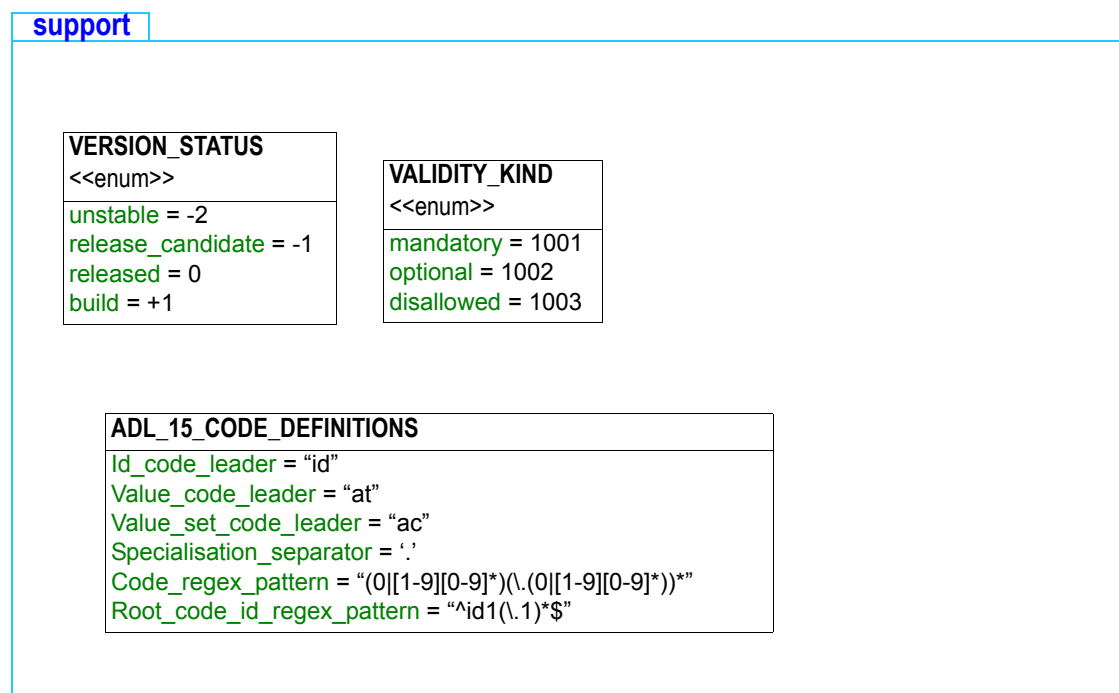 support
VERSION_STATUS
<<enum>>
unstable = -2
release_candidate = -1
released = 0
build = +1
VALIDITY_KIND
<<enum>>
mandatory = 1001
optional = 1002
disallowed = 1003
ADL_15_CODE_DEFINITIONS
Id_code_leader = “id”
Value_code_leader = “at”
Value_set_code_leader = “ac”
Specialisation_separator = ‘.’
Code_regex_pattern = “(0|[1-9][0-9]*)(\.(0|[1-9][0-9]*))*”
Root_code_id_regex_pattern = “^id1(\.1)*$”